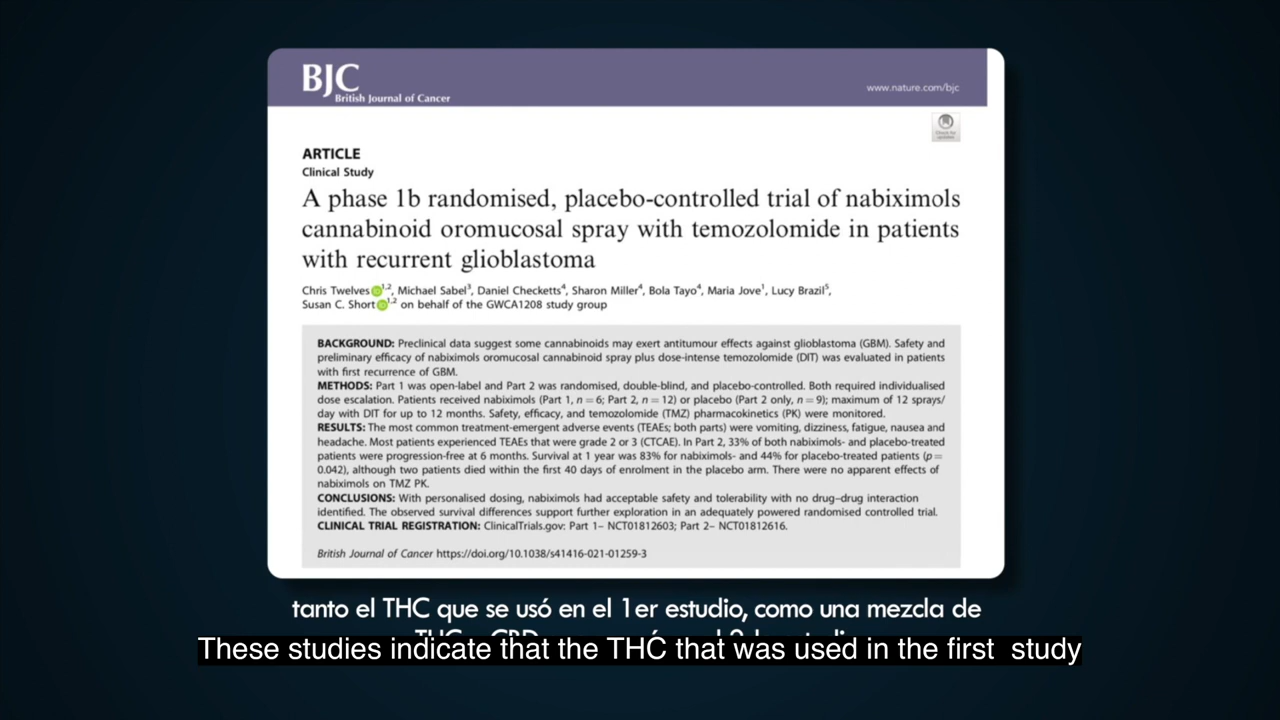 BJC
British Journal of Cancer
www.nature.com/bjc
Check for
updates
ARTICLE
Clinical Study
A phase 1b randomised, placebo-controlled trial of nabiximols
cannabinoid oromucosal spray with temozolomide in patients
with recurrent glioblastoma
Chris Twelves 1,2, Michael Sabel3, Daniel Checketts4, Sharon Miller4, Bola Tayo4, Maria Jove1, Lucy Brazil5,
Susan C. Short 1,2 on behalf of the GWCA1208 study group
BACKGROUND: Preclinical data suggest some cannabinoids may exert antitumour effects against glioblastoma (GBM). Safety and
preliminary efficacy of nabiximols oromucosal cannabinoid spray plus dose-intense temozolomide (DIT) was evaluated in patients
with first recurrence of GBM.
METHODS: Part 1 was open-label and Part 2 was randomised, double-blind, and placebo-controlled. Both required individualised
dose escalation. Patients received nabiximols (Part 1, n = 6; Part 2, n = 12) or placebo (Part 2 only, n = 9); maximum of 12 sprays/
day with DIT for up to 12 months. Safety, efficacy, and temozolomide (TMZ) pharmacokinetics (PK) were monitored.
RESULTS: The most common treatment-emergent adverse events (TEAEs; both parts) were vomiting, dizziness, fatigue, nausea and
headache. Most patients experienced TEAEs that were grade 2 or 3 (CTCAE). In Part 2, 33% of both nabiximols- and placebo-treated
patients were progression-free at 6 months. Survival at 1 year was 83% for nabiximols- and 44% for placebo-treated patients (p =
0.042), although two patients died within the first 40 days of enrolment in the placebo arm. There were no apparent effects of
nabiximols on TMZ PK.
CONCLUSIONS: With personalised dosing, nabiximols had acceptable safety and tolerability with no drug–drug interaction
identified. The observed survival differences support further exploration in an adequately powered randomised controlled trial.
CLINICAL TRIAL REGISTRATION: ClinicalTrials.gov: Part 1– NCT01812603; Part 2– NCT01812616.
British Journal of Cancer https://doi.org/10.1038/s41416-021-01259-3
tanto el THC que se usó en el 1er estudio, como una mezcla de
These studies indicate that the THC that was used in the first study